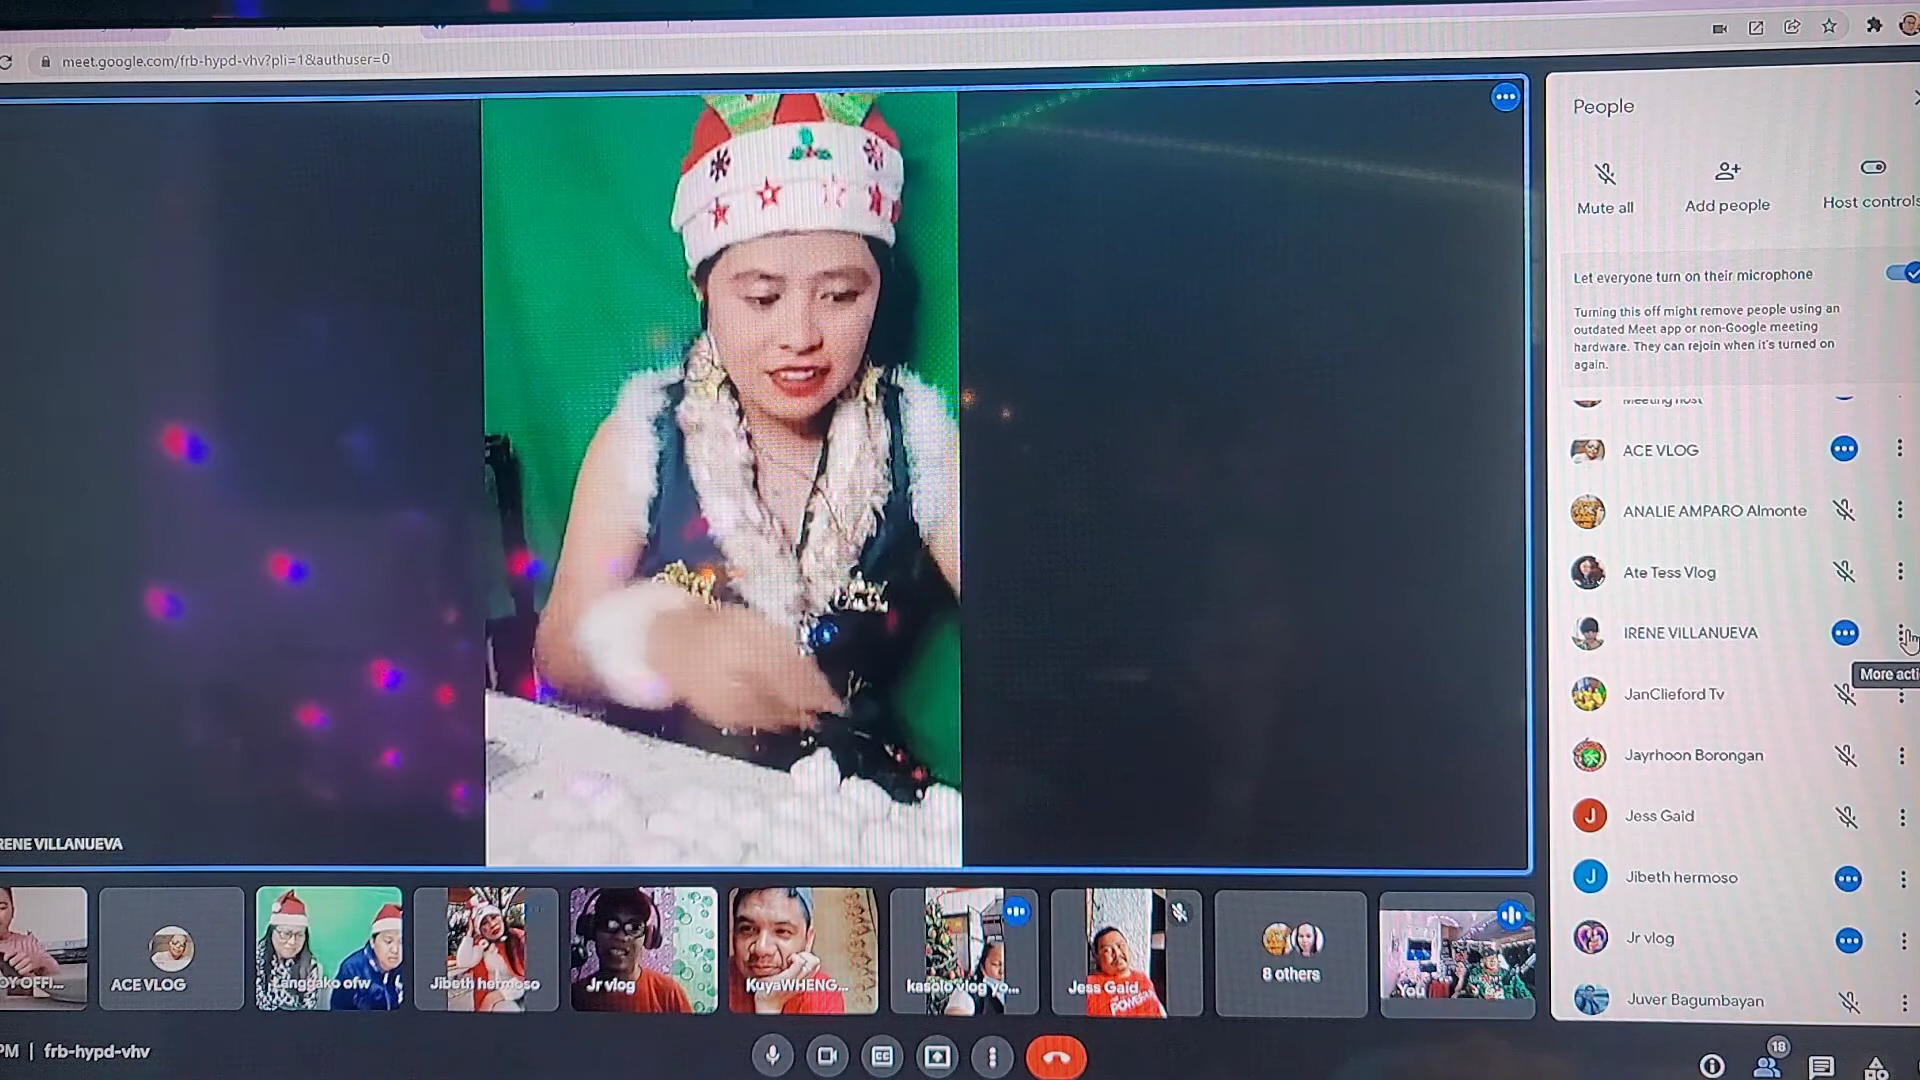 meet.google.com/frb-hypd-vhv?pli=1&authuser=0
People
Mute all
Add people
Host controls
Let everyone turn on their microphone
Turning this off might remove people using an
outdated Meet app or non-Google meeting
hardware. They can rejoin when it's turned on
again.
Meeting host
ACE VLOG
ANALIE AMPARO Almonte
Ate Tess Vlog
IRENE VILLANUEVA
More acti
JanClieford Tv
Jayrhoon Borongan
J Jess Gaid
J Jibeth hermoso
Jr vlog
Juver Bagumbayan
RENE VILLANUEVA
OY OFFI...
ACE VLOG
Langgako ofw
Jibeth hermoso
Jr vlog
KuyaWHENG...
kasolo vlog yo...
Jess Gaid
8 others
You
PM | frb-hypd-vhv
CC
18